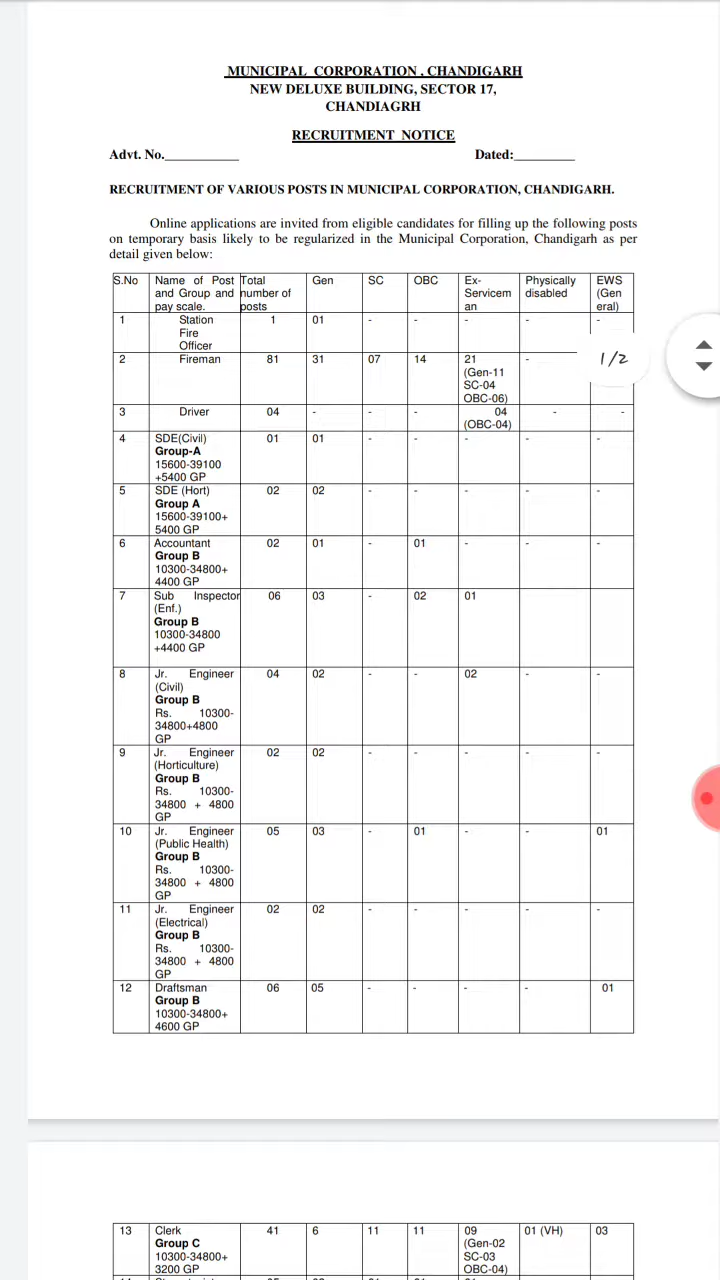 MUNICIPAL CORPORATION , CHANDIGARH
NEW DELUXE BUILDING, SECTOR 17,
CHANDIAGRH
RECRUITMENT NOTICE
Advt. No.___________ Dated:_________
RECRUITMENT OF VARIOUS POSTS IN MUNICIPAL CORPORATION, CHANDIGARH.
Online applications are invited from eligible candidates for filling up the following posts
on temporary basis likely to be regularized in the Municipal Corporation, Chandigarh as per
detail given below:
S.No Name of Post Total Gen SC OBC Ex- Physically EWS
and Group and number of Servicem disabled (Gen
pay scale. posts an eral)
1 Station 1 01 - - - - -
Fire
Officer
2 Fireman 81 31 07 14 21 -
(Gen-11
SC-04
OBC-06)
1/2
3 Driver 04 - - - 04 - -
(OBC-04)
4 SDE(Civil) 01 01 - - - - -
Group-A
15600-39100
+5400 GP
5 SDE (Hort) 02 02 - - - - -
Group A
15600-39100+
5400 GP
6 Accountant 02 01 - 01 - - -
Group B
10300-34800+
4400 GP
7 Sub Inspector 06 03 - 02 01
(Enf.)
Group B
10300-34800
+4400 GP
8 Jr. Engineer 04 02 - - 02 - -
(Civil)
Group B
Rs. 10300-
34800+4800
GP
9 Jr. Engineer 02 02 - - - - -
(Horticulture)
Group B
Rs. 10300-
34800 + 4800
GP
10 Jr. Engineer 05 03 - 01 - - 01
(Public Health)
Group B
Rs. 10300-
34800 + 4800
GP
11 Jr. Engineer 02 02 - - - - -
(Electrical)
Group B
Rs. 10300-
34800 + 4800
GP
12 Draftsman 06 05 - - - - 01
Group B
10300-34800+
4600 GP
13 Clerk 41 6 11 11 09 01 (VH) 03
Group C (Gen-02
10300-34800+ SC-03
3200 GP OBC-04)